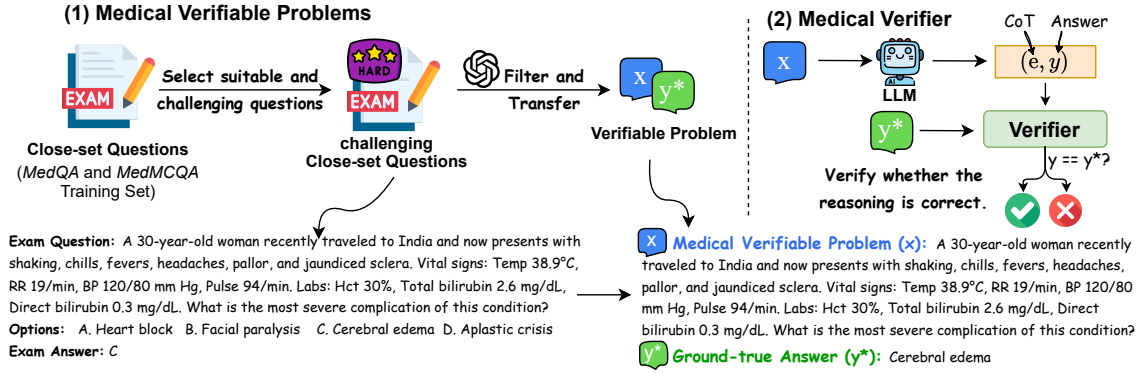 (1) Medical Verifiable Problems
EXAM
Close-set Questions
(MedQA and MedMCQA
Training Set)
Select suitable and
challenging questions
HARD
EXAM
challenging
Close-set Questions
Filter and
Transfer
x
y*
Verifiable Problem
Exam Question: A 30-year-old woman recently traveled to India and now presents with
shaking, chills, fevers, headaches, pallor, and jaundiced sclera. Vital signs: Temp 38.9°C,
RR 19/min, BP 120/80 mm Hg, Pulse 94/min. Labs: Hct 30%, Total bilirubin 2.6 mg/dL,
Direct bilirubin 0.3 mg/dL. What is the most severe complication of this condition?
Options: A. Heart block B. Facial paralysis C. Cerebral edema D. Aplastic crisis
Exam Answer: C
(2) Medical Verifier
x
AI
LLM
CoT Answer
(e, y)
y*
Verifier
y == y*?
Verify whether the
reasoning is correct.
x Medical Verifiable Problem (x): A 30-year-old woman recently
traveled to India and now presents with shaking, chills, fevers, headaches,
pallor, and jaundiced sclera. Vital signs: Temp 38.9°C, RR 19/min, BP 120/80
mm Hg, Pulse 94/min. Labs: Hct 30%, Total bilirubin 2.6 mg/dL, Direct
bilirubin 0.3 mg/dL. What is the most severe complication of this condition?
y* Ground-true Answer (y*): Cerebral edema